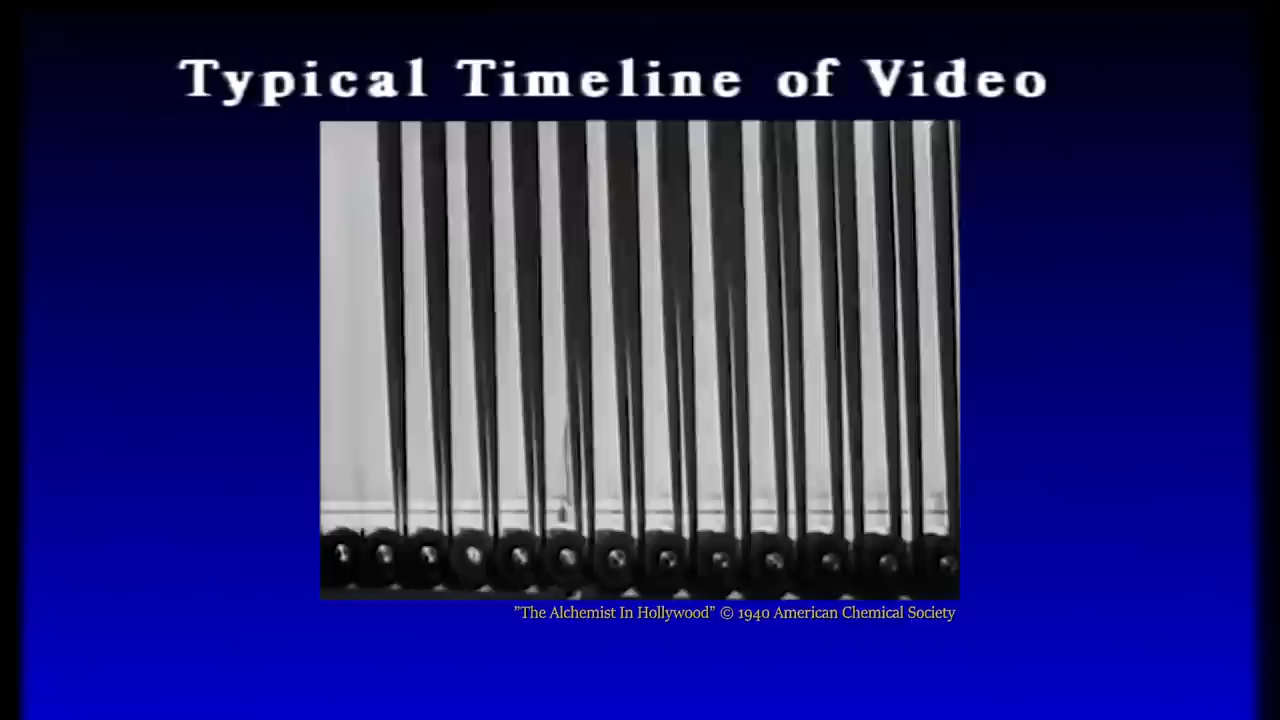 Typical Timeline of Video
"The Alchemist In Hollywood" © 1940 American Chemical Society